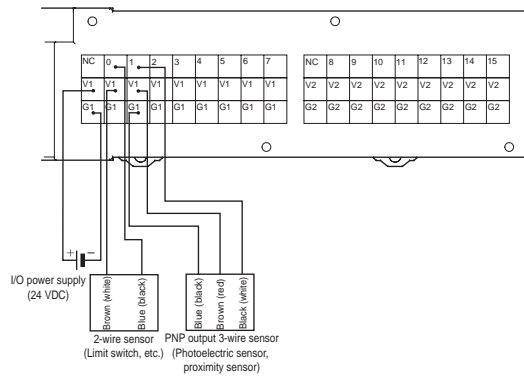 NC 0 1 2 3 4 5 6 7 NC 8 9 10 11 12 13 14 15
V1 V1 V1 V1 V1 V1 V1 V1 V1 V2 V2 V2 V2 V2 V2 V2 V2 V2
G1 G1 G1 G1 G1 G1 G1 G1 G1 G2 G2 G2 G2 G2 G2 G2 G2 G2
+ −
I/O power supply
(24 VDC)
Brown (white)
Blue (black)
2-wire sensor
(Limit switch, etc.)
Blue (black)
Brown (red)
Black (white)
PNP output 3-wire sensor
(Photoelectric sensor,
proximity sensor)